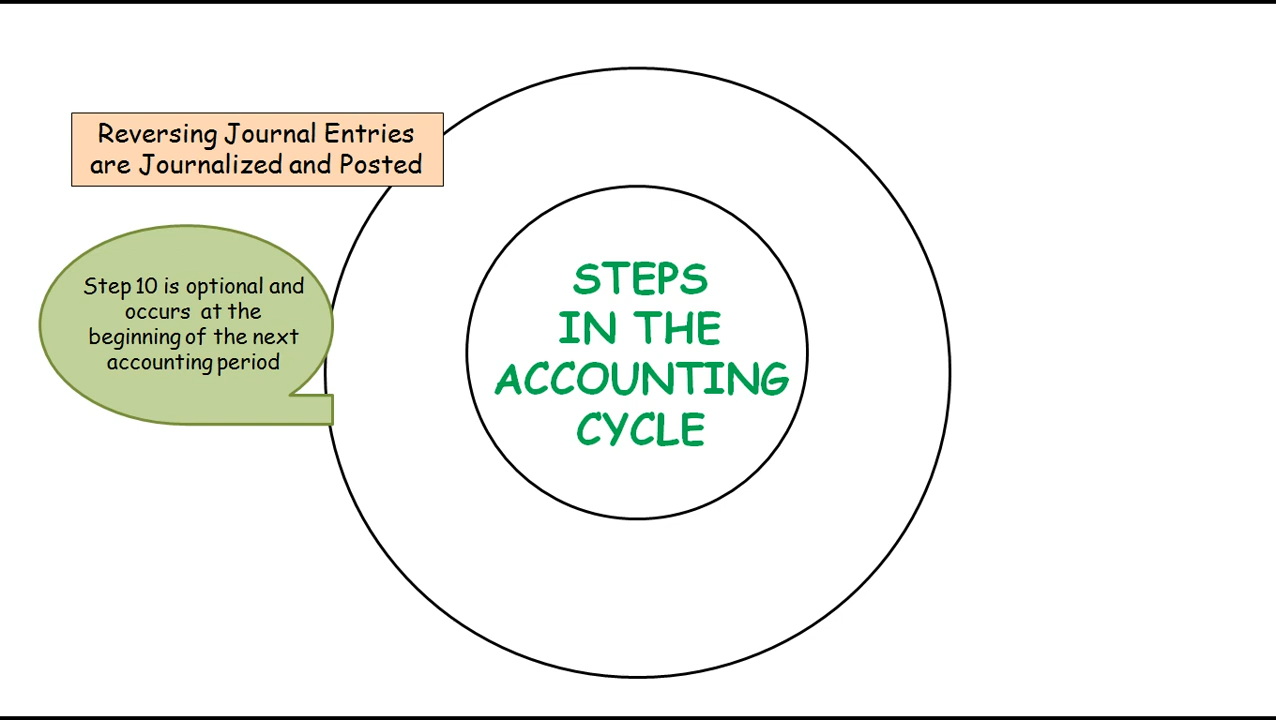 Reversing Journal Entries
are Journalized and Posted
Step 10 is optional and
occurs at the
beginning of the next
accounting period
STEPS
IN THE
ACCOUNTING
CYCLE